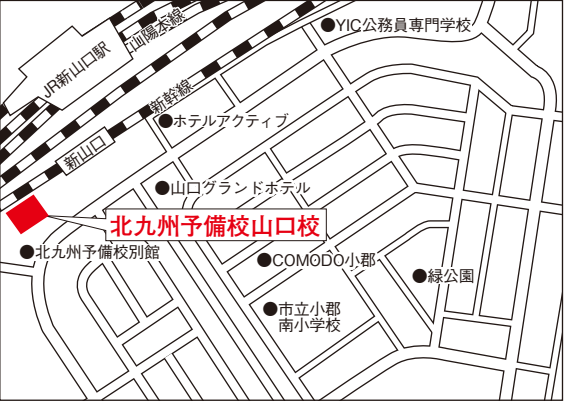 ●YIC公務員専門学校
山陽本線
JR新山口駅
新幹線
●ホテルアクティブ
新山口
●山口グランドホテル
北九州予備校山口校
●北九州予備校別館
●COMODO小郡
●緑公園
●市立小郡
南小学校